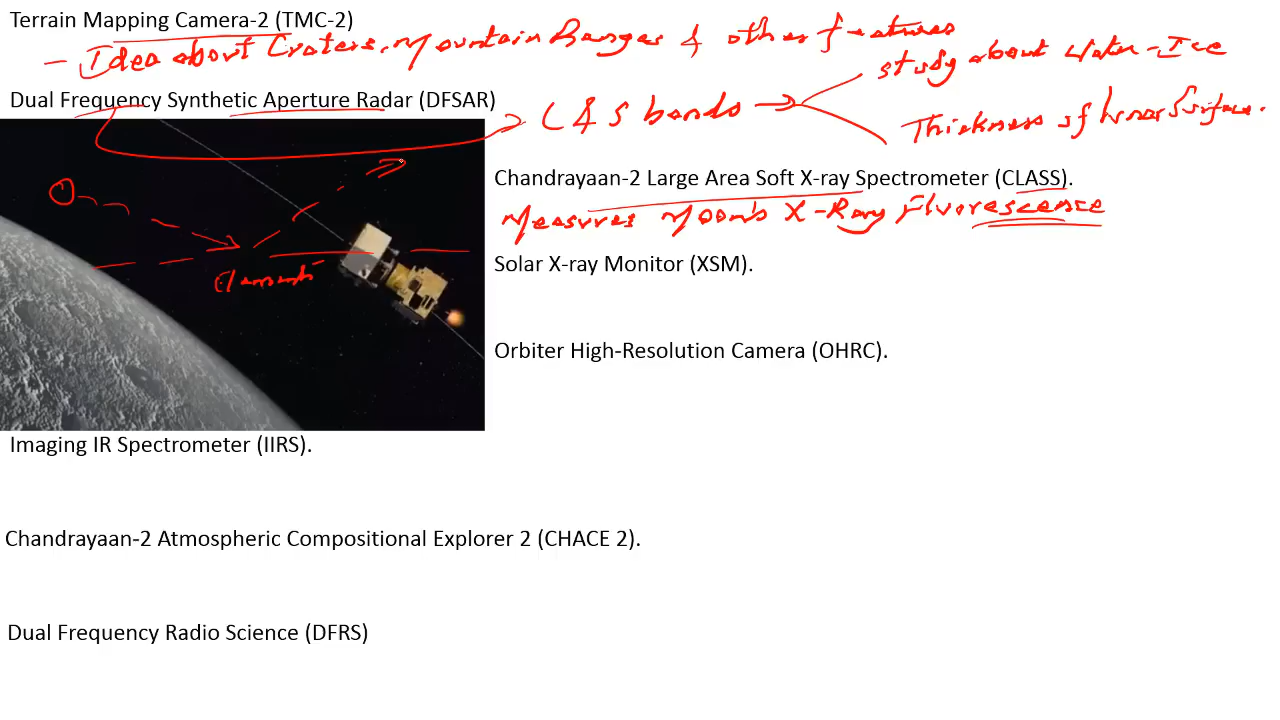 Terrain Mapping Camera-2 (TMC-2)
- Idea about Craters, Mountain Ranges & other features
Dual Frequency Synthetic Aperture Radar (DFSAR)
L & S bands
study about Water-Ice
Thickness of lunar Surface.
Chandrayaan-2 Large Area Soft X-ray Spectrometer (CLASS).
Measures Moon's X-Ray Fluorescence
Elements
Solar X-ray Monitor (XSM).
Orbiter High-Resolution Camera (OHRC).
Imaging IR Spectrometer (IIRS).
Chandrayaan-2 Atmospheric Compositional Explorer 2 (CHACE 2).
Dual Frequency Radio Science (DFRS)